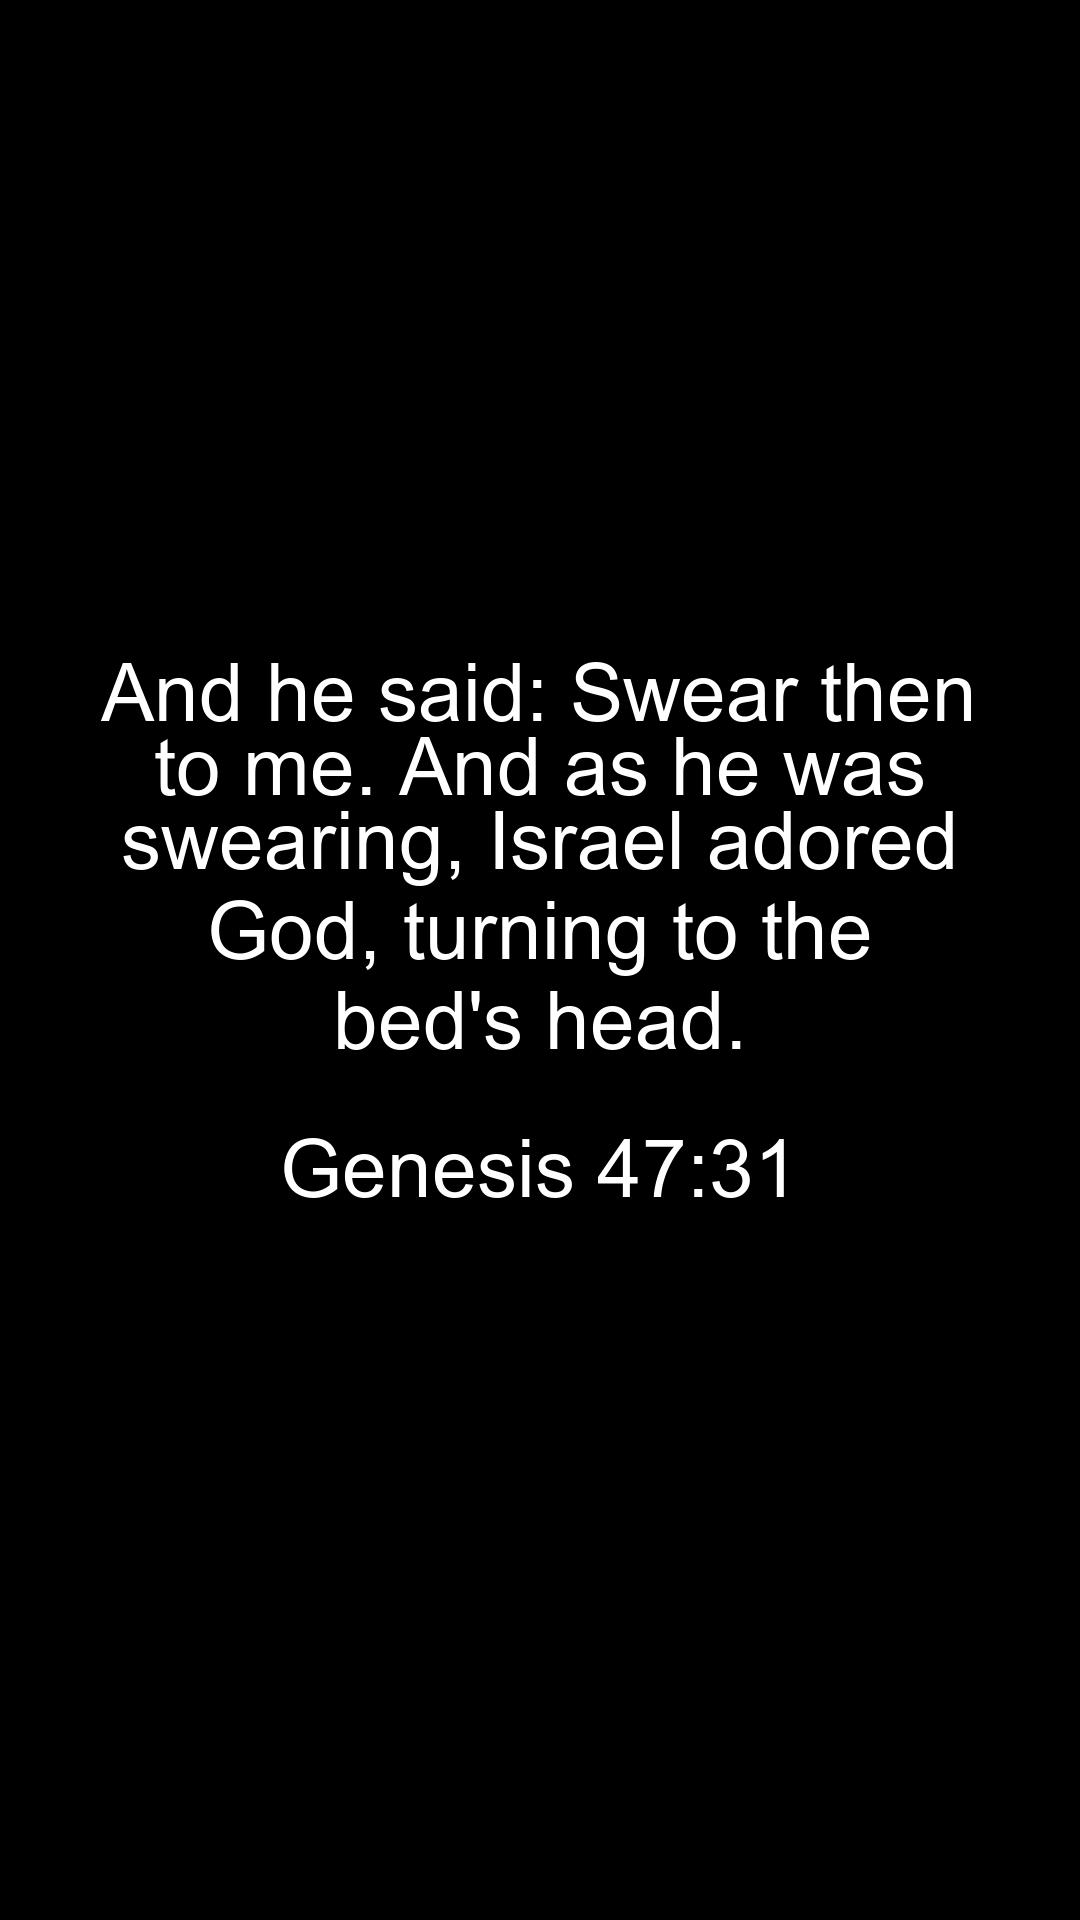 And he said: Swear then
to me. And as he was
swearing, Israel adored
God, turning to the
bed's head.
Genesis 47:31